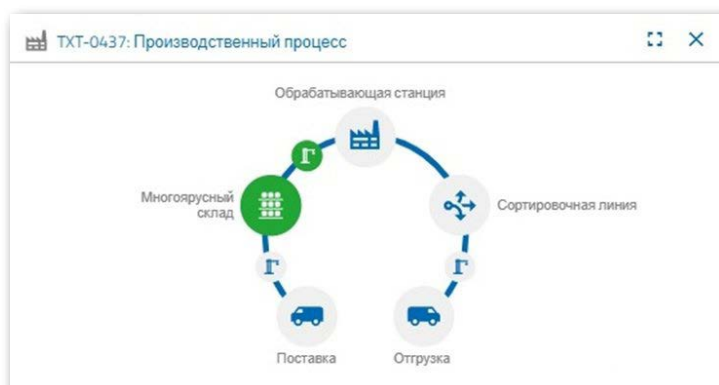 TXT-0437: Производственный процесс
Обрабатывающая станция
Многоярусный
склад
Сортировочная линия
Поставка
Отгрузка